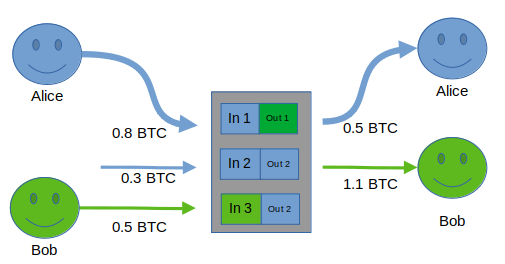 Alice
0.8 BTC
0.3 BTC
0.5 BTC
Bob
In 1 Out 1
In 2 Out 2
In 3 Out 2
Alice
0.5 BTC
1.1 BTC
Bob